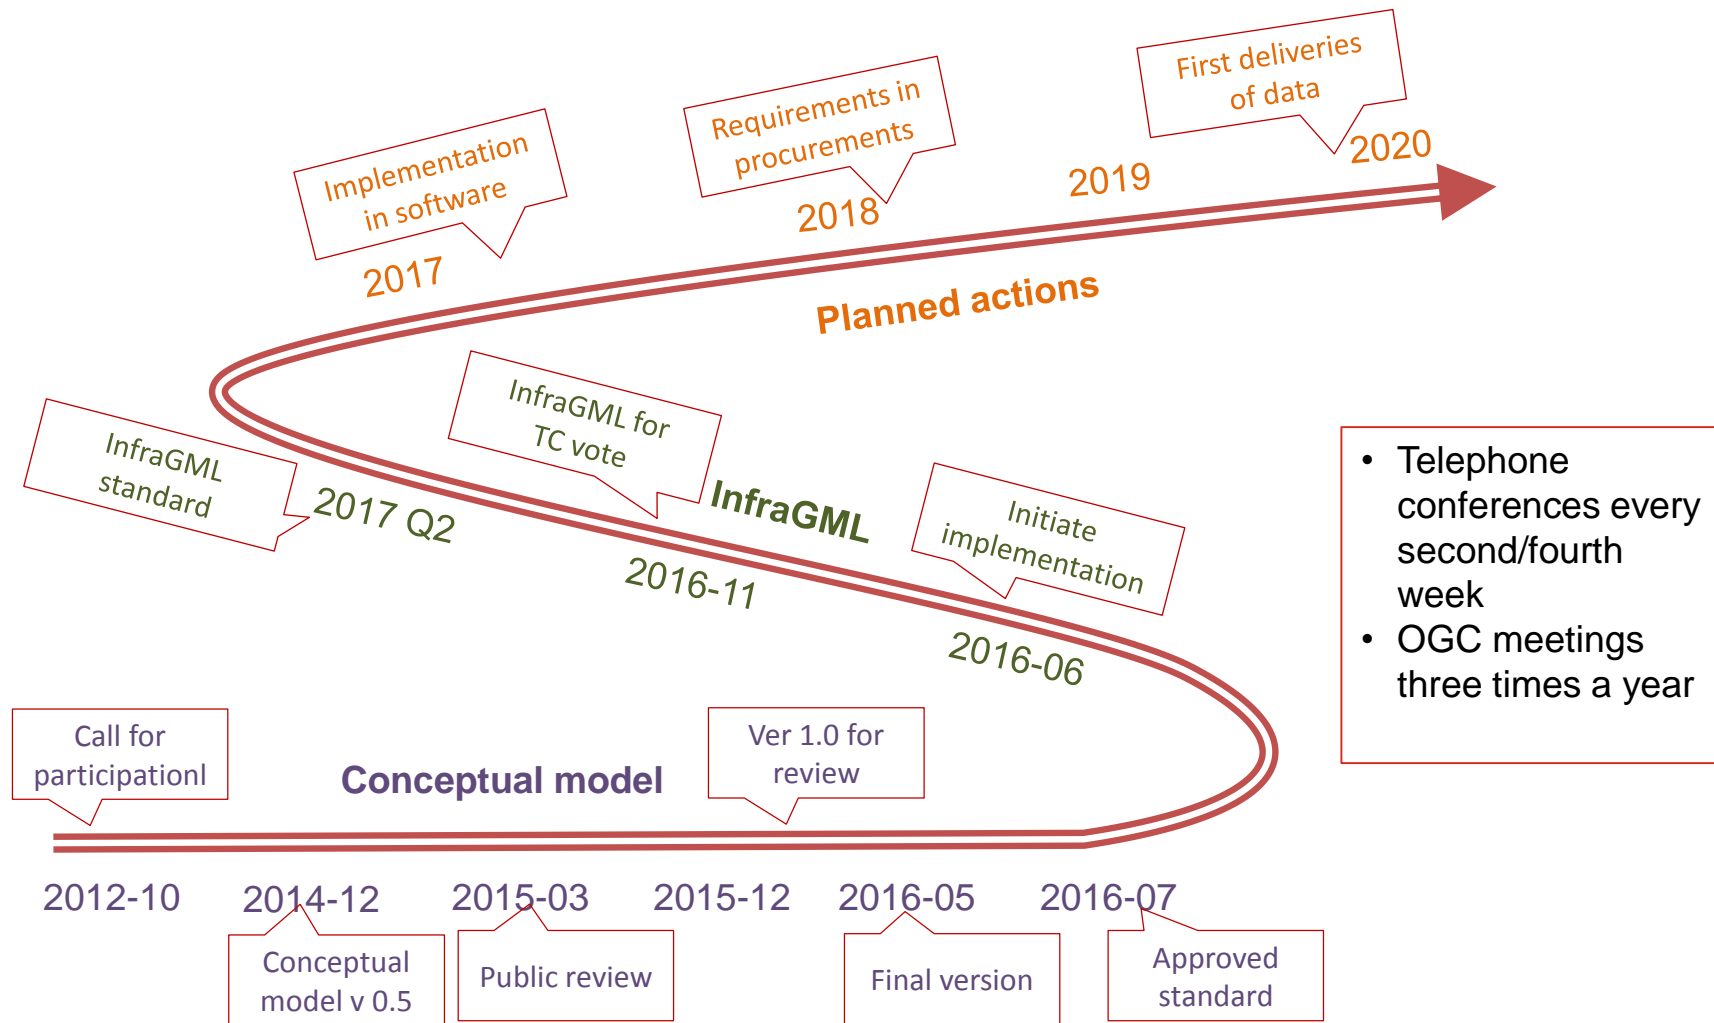 First deliveries
of data
Requirements in
procurements
Implementation
in software
2017
2018
2019
2020
Planned actions
InfraGML
standard
InfraGML for
TC vote
InfraGML
Initiate
implementation
2017 Q2
2016-11
2016-06
• Telephone
conferences every
second/fourth
week
• OGC meetings
three times a year
Call for
participationl
Conceptual model
Ver 1.0 for
review
2012-10
2014-12
2015-03
2015-12
2016-05
2016-07
Conceptual
model v 0.5
Public review
Final version
Approved
standard